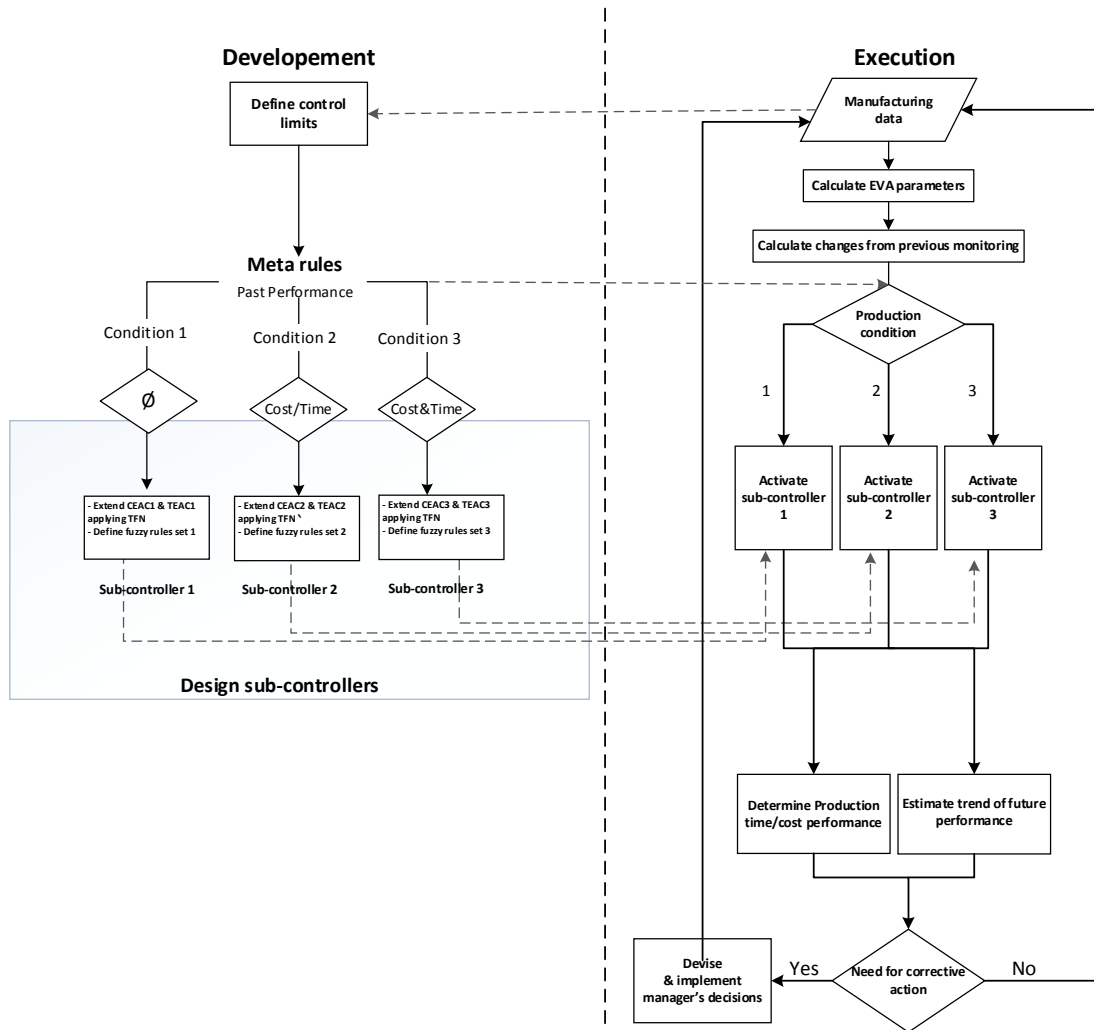 Developement
Define control
limits
Meta rules
Past Performance
Condition 1
Condition 2
Condition 3
Ø
Cost/Time
Cost&Time
- Extend CEAC1 & TEAC1
applying TFN
- Define fuzzy rules set 1
- Extend CEAC2 & TEAC2
applying TFN`
- Define fuzzy rules set 2
- Extend CEAC3 & TEAC3
applying TFN
- Define fuzzy rules set 3
Sub-controller 1
Sub-controller 2
Sub-controller 3
Design sub-controllers
Execution
Manufacturing
data
Calculate EVA parameters
Calculate changes from previous monitoring
Production
condition
1
2
3
Activate
sub-controller
1
Activate
sub-controller
2
Activate
sub-controller
3
Determine Production
time/cost performance
Estimate trend of future
performance
Need for corrective
action
Yes
No
Devise
& implement
manager's decisions